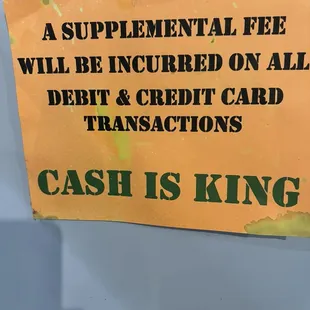 A SUPPLEMENTAL FEE
WILL BE INCURRED ON ALL
DEBIT & CREDIT CARD
TRANSACTIONS
CASH IS KING